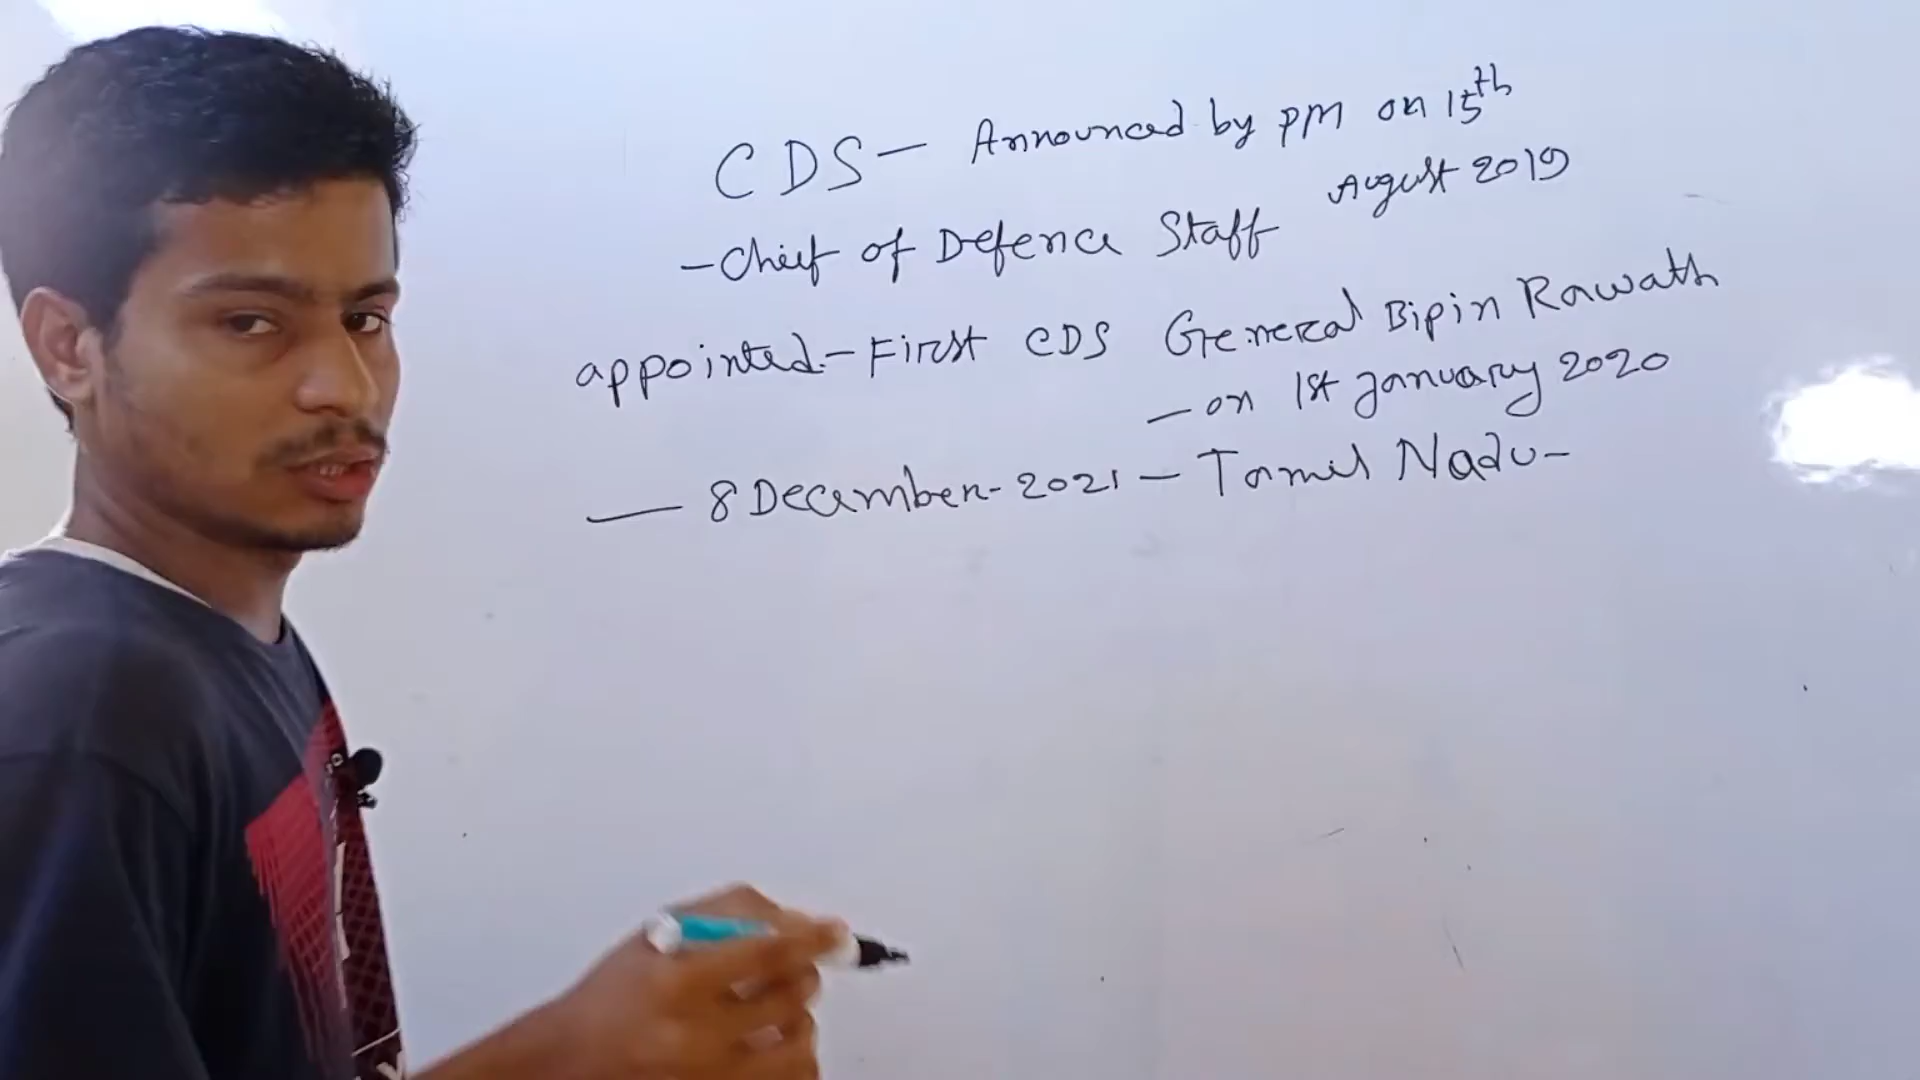 CDS - Announced by PM on 15th
August 2019
- Chief of Defence Staff
appointed - First CDS General Bipin Rawath
- on 1st January 2020
- 8 December - 2021 - Tamil Nadu -